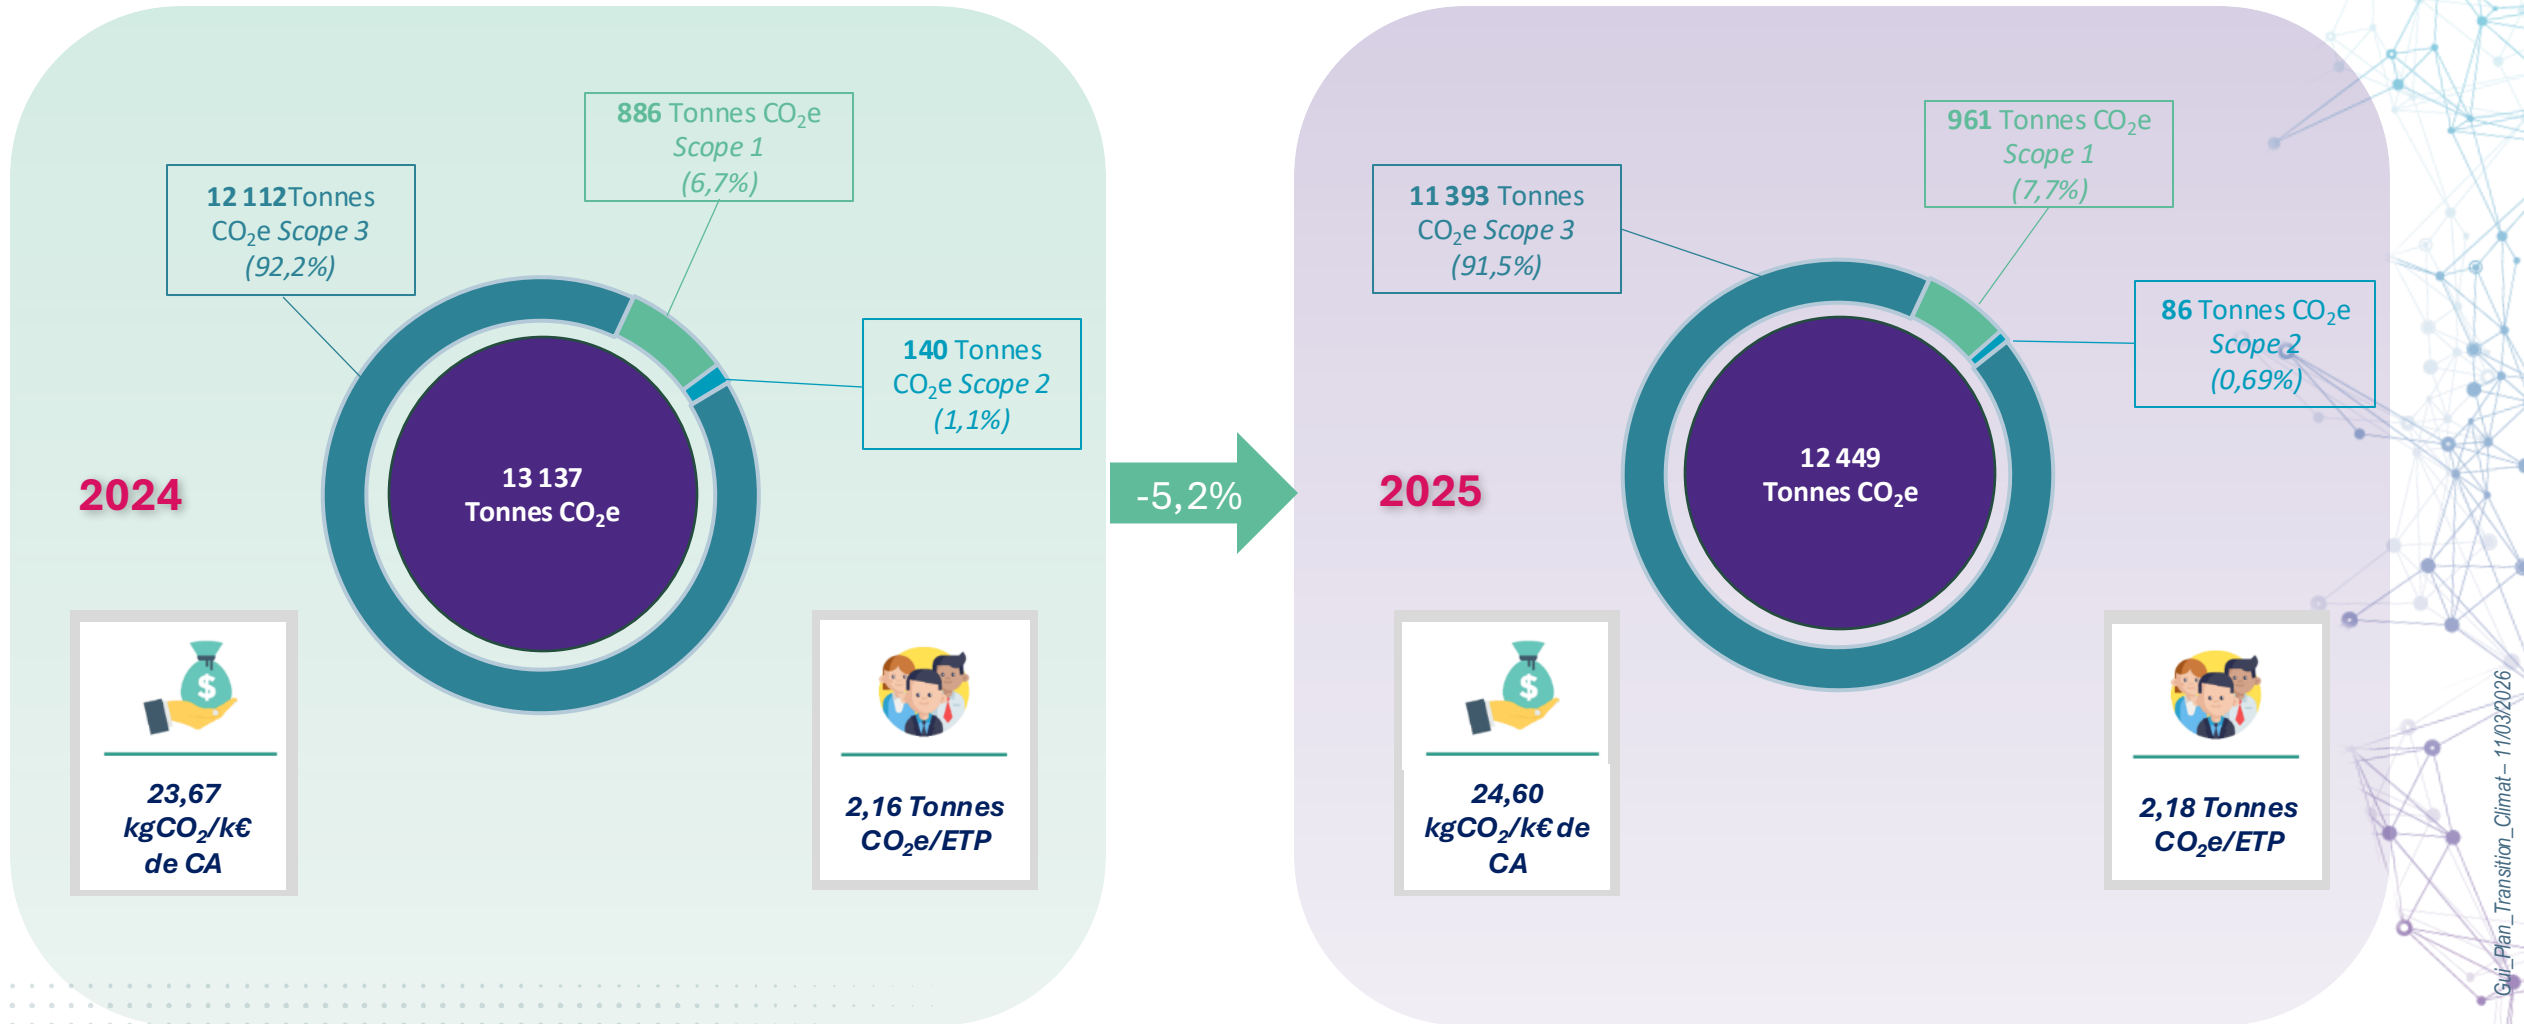 886 Tonnes CO₂e
Scope 1
(6,7%)
12 112Tonnes
CO₂e Scope 3
(92,2%)
140 Tonnes
CO₂e Scope 2
(1,1%)
13 137
Tonnes CO₂e
2024
23,67
kgCO₂/k€
de CA
2,16 Tonnes
CO₂e/ETP
-5,2%
961 Tonnes CO₂e
Scope 1
(7,7%)
11 393 Tonnes
CO₂e Scope 3
(91,5%)
86 Tonnes CO₂e
Scope 2
(0,69%)
12 449
Tonnes CO₂e
2025
24,60
kgCO₂/k€ de
CA
2,18 Tonnes
CO₂e/ETP
Gui_Plan_Transition_Climat – 11/03/2026